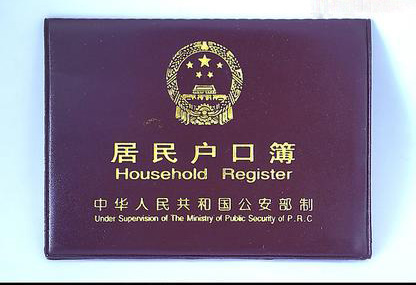 居民户口簿
Household Register
中华人民共和国公安部制
Under Supervision of The Ministry of Public Security of P.R.C